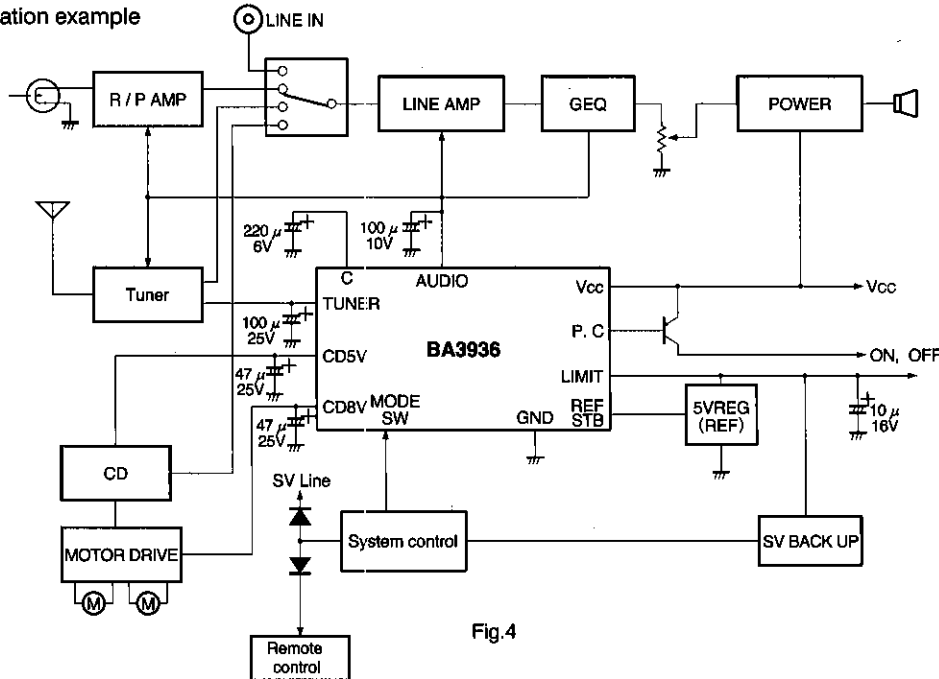 ation example
LINE IN
R / P AMP
LINE AMP
GEQ
POWER
220 μ
6V
100 μ
10V
C
AUDIO
Tuner
TUNER
Vcc
Vcc
100 μ
25V
P. C
BA3936
CD5V
ON, OFF
47 μ
25V
LIMIT
CD8V
MODE
SW
GND
REF
STB
5VREG
(REF)
10 μ
16V
47 μ
25V
CD
SV Line
MOTOR DRIVE
System control
SV BACK UP
M
M
Fig.4
Remote
control